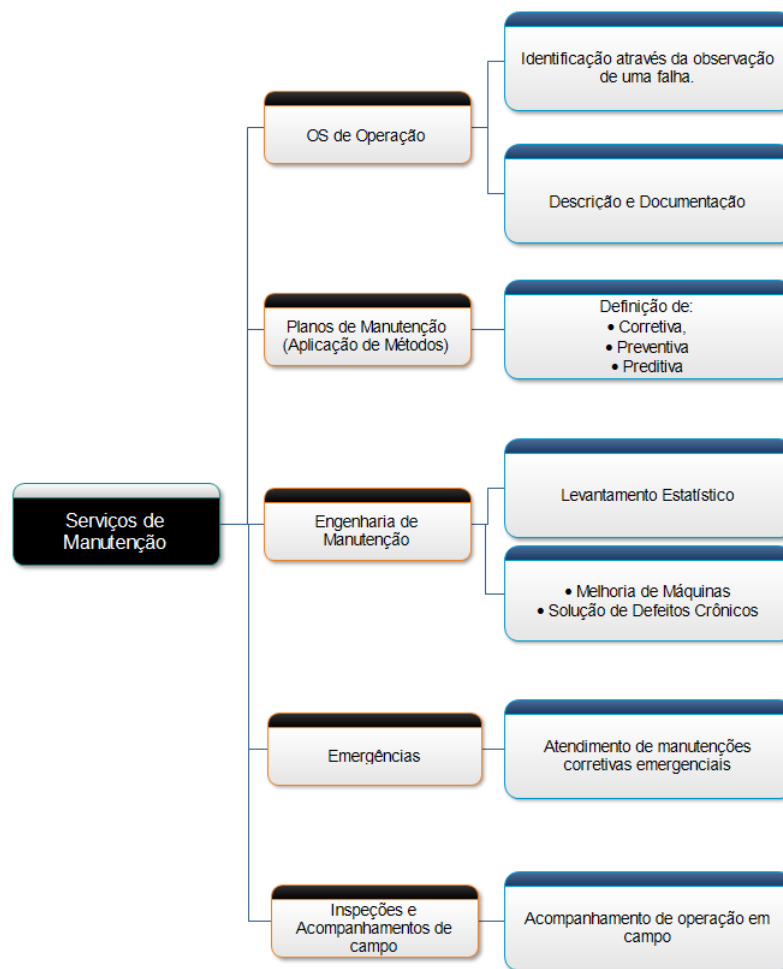 Identificação através da observação
de uma falha.
OS de Operação
Descrição e Documentação
Planos de Manutenção
(Aplicação de Métodos)
Definição de:
• Corretiva,
• Preventiva
• Preditiva
Serviços de
Manutenção
Engenharia de
Manutenção
Levantamento Estatístico
• Melhoria de Máquinas
• Solução de Defeitos Crônicos
Emergências
Atendimento de manutenções
corretivas emergenciais
Inspeções e
Acompanhamentos de
campo
Acompanhamento de operação em
campo